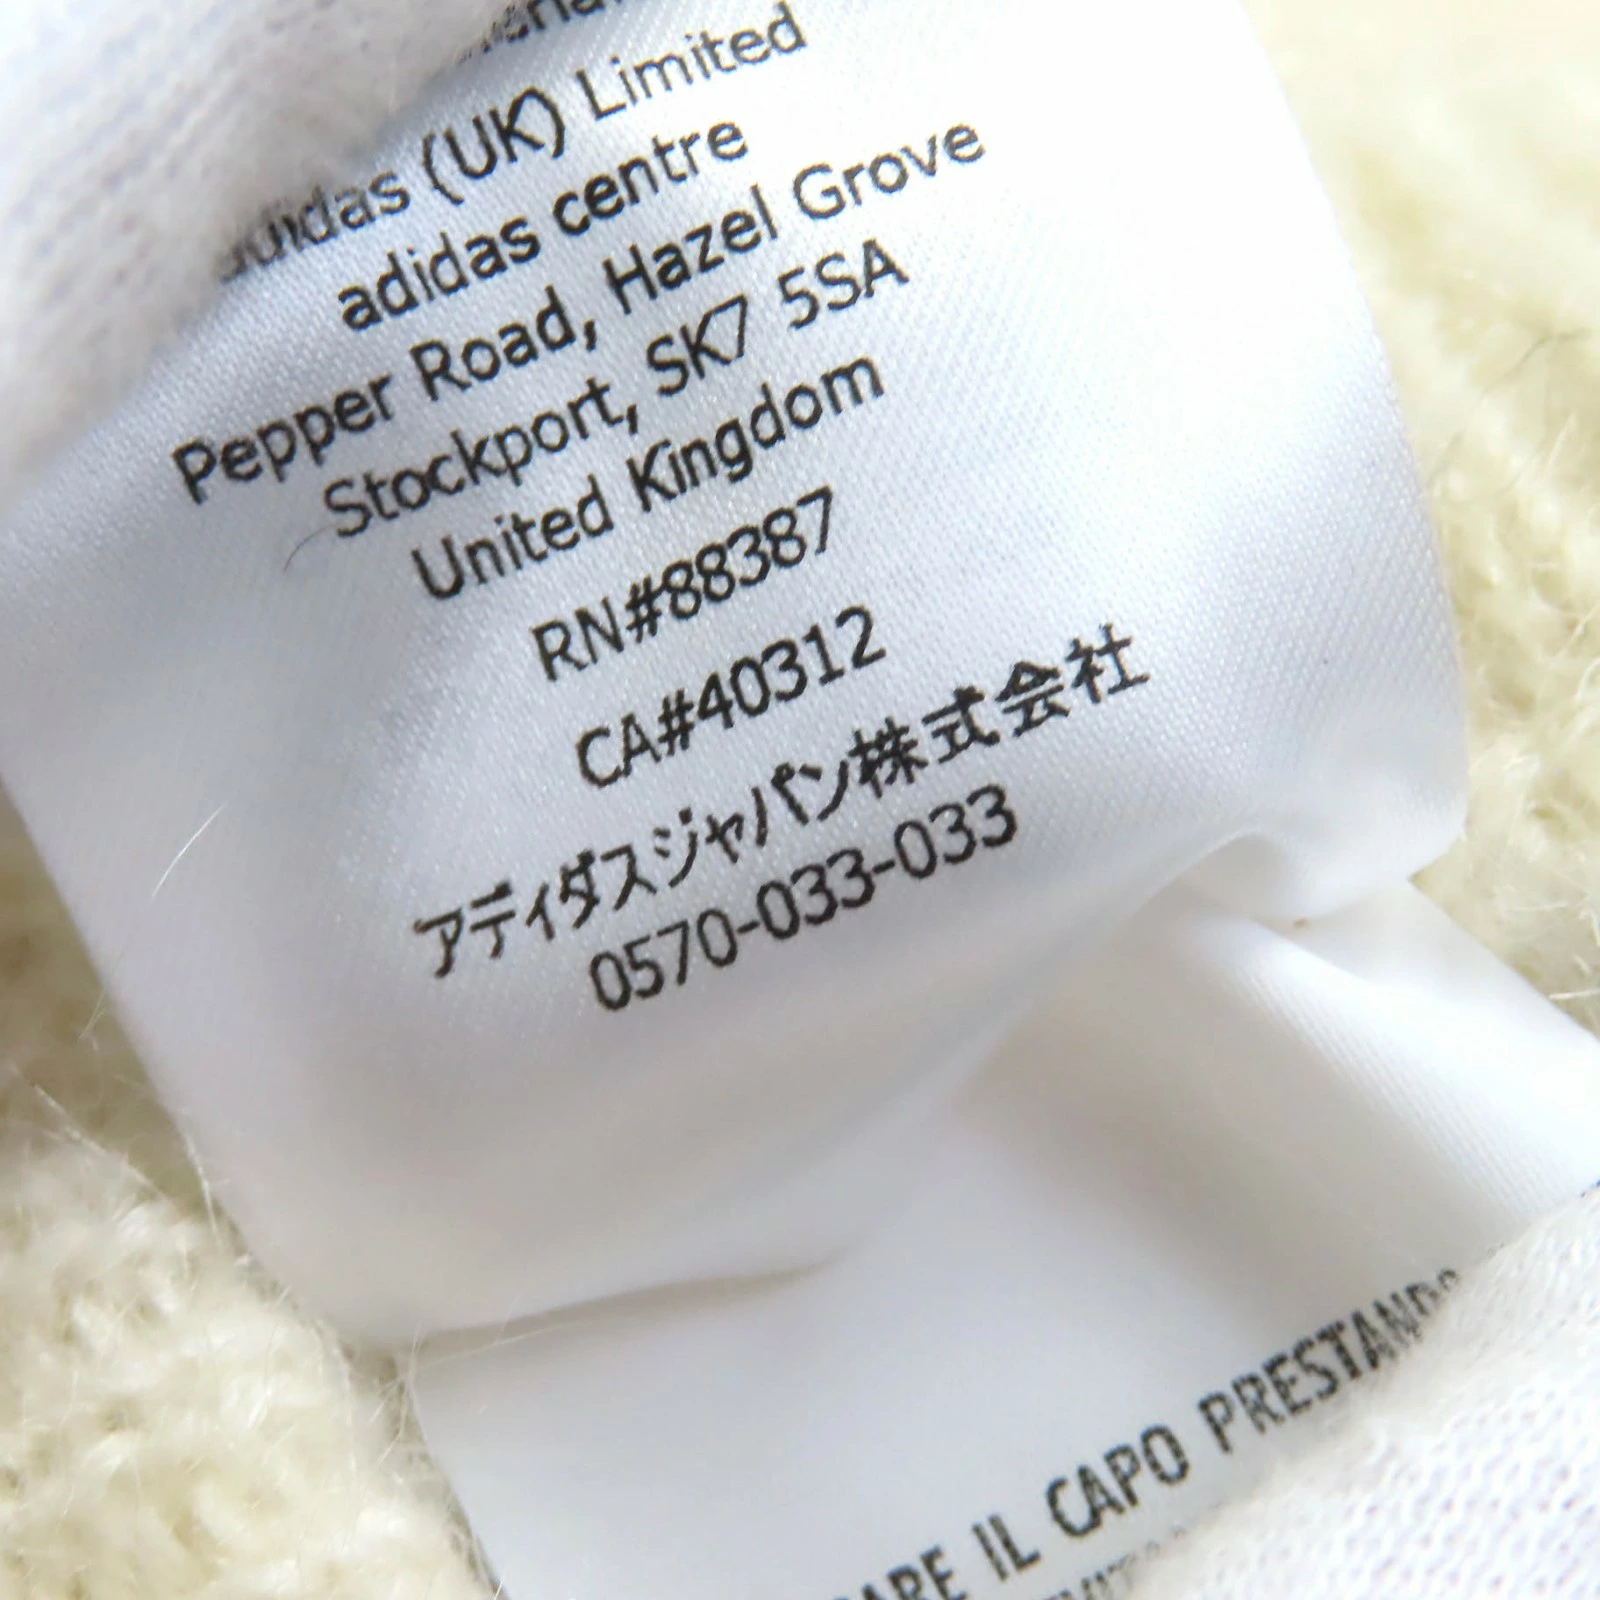 adidas (UK) Limited
adidas centre
Pepper Road, Hazel Grove
Stockport, SK7 5SA
United Kingdom
RN#88387
CA#40312
アディダスジャパン株式会社
0570-033-033
IL CAPO